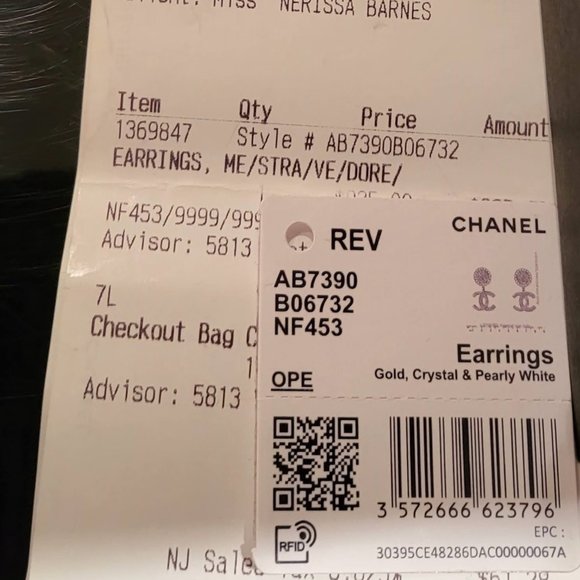 Miss NERISSA BARNES
Item Qty Price Amount
1369847 Style # AB7390B06732
EARRINGS, ME/STRA/VE/DORE/
NF453/9999/999
Advisor: 5813
7L
Checkout Bag
Advisor: 5813
NJ
REV
CHANEL
AB7390
B06732
NF453
Earrings
Gold, Crystal & Pearly White
OPE
3 572666 623796
RFID
EPC :
30395CE48286DAC00000067A